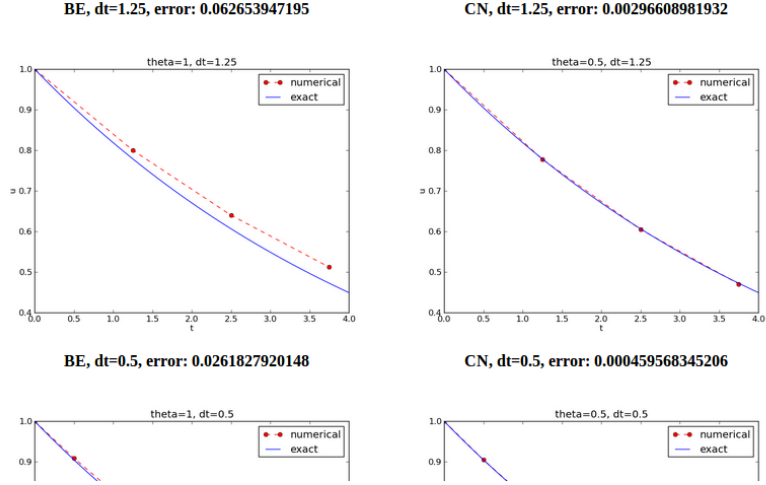 BE, dt=1.25, error: 0.062653947195
CN, dt=1.25, error: 0.00296608981932
theta=1, dt=1.25
1.0
0.9
0.8
0.7
0.6
0.5
0.4
u
numerical
exact
0.0 0.5 1.0 1.5 2.0 2.5 3.0 3.5 4.0
t
theta=0.5, dt=1.25
1.0
0.9
0.8
0.7
0.6
0.5
0.4
u
numerical
exact
0.0 0.5 1.0 1.5 2.0 2.5 3.0 3.5 4.0
t
BE, dt=0.5, error: 0.0261827920148
CN, dt=0.5, error: 0.000459568345206
theta=1, dt=0.5
1.0
0.9
numerical
exact
theta=0.5, dt=0.5
1.0
0.9
numerical
exact